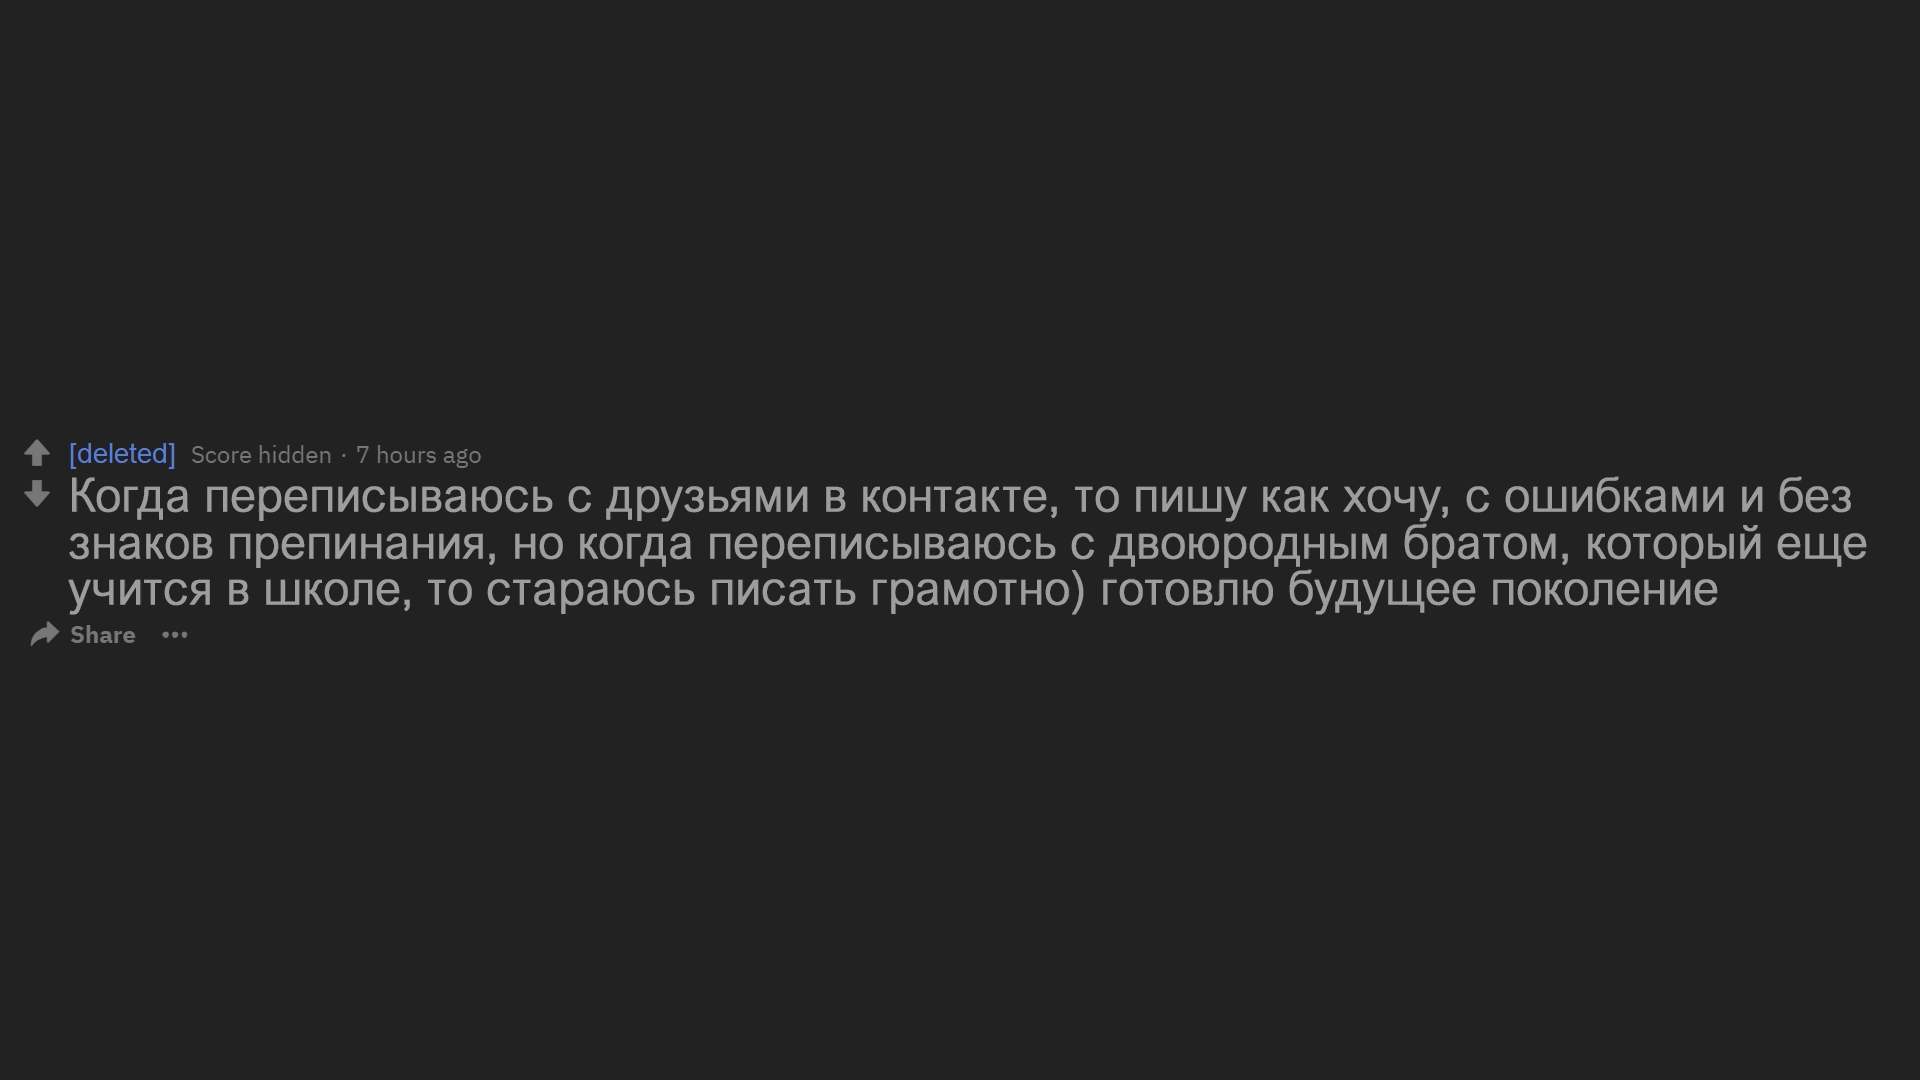 [deleted] Score hidden · 7 hours ago
Когда переписываюсь с друзьями в контакте, то пишу как хочу, с ошибками и без
знаков препинания, но когда переписываюсь с двоюродным братом, который еще
учится в школе, то стараюсь писать грамотно) готовлю будущее поколение
Share •••